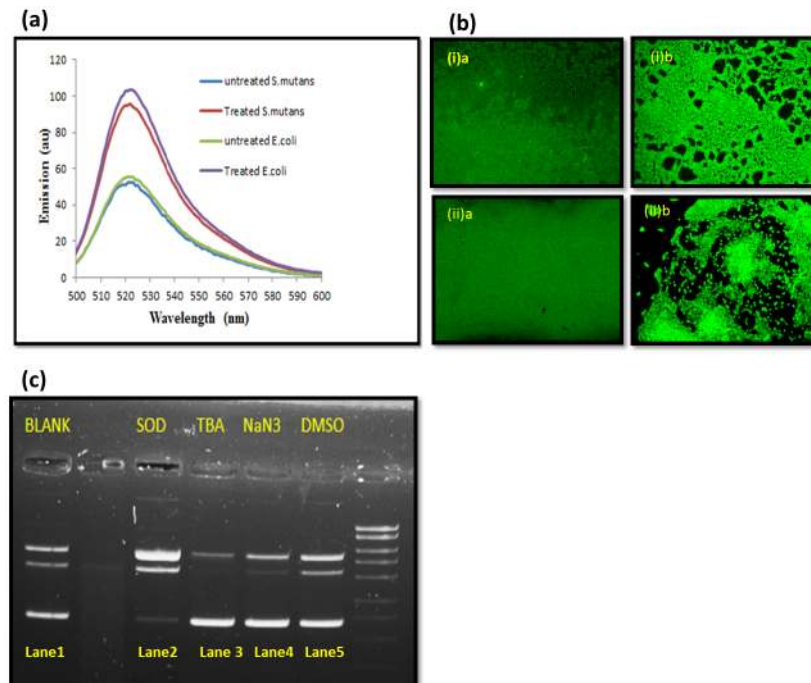 (a)
120
100
80
60
40
20
0
Emission (au)
500 510 520 530 540 550 560 570 580 590 600
Wavelength (nm)
untreated S.mutans
Treated S.mutans
untreated E.coli
Treated E.coli
(b)
(i)a
(i)b
(ii)a
(ii)b
(c)
BLANK SOD TBA NaN3 DMSO
Lane1 Lane2 Lane 3 Lane4 Lane5